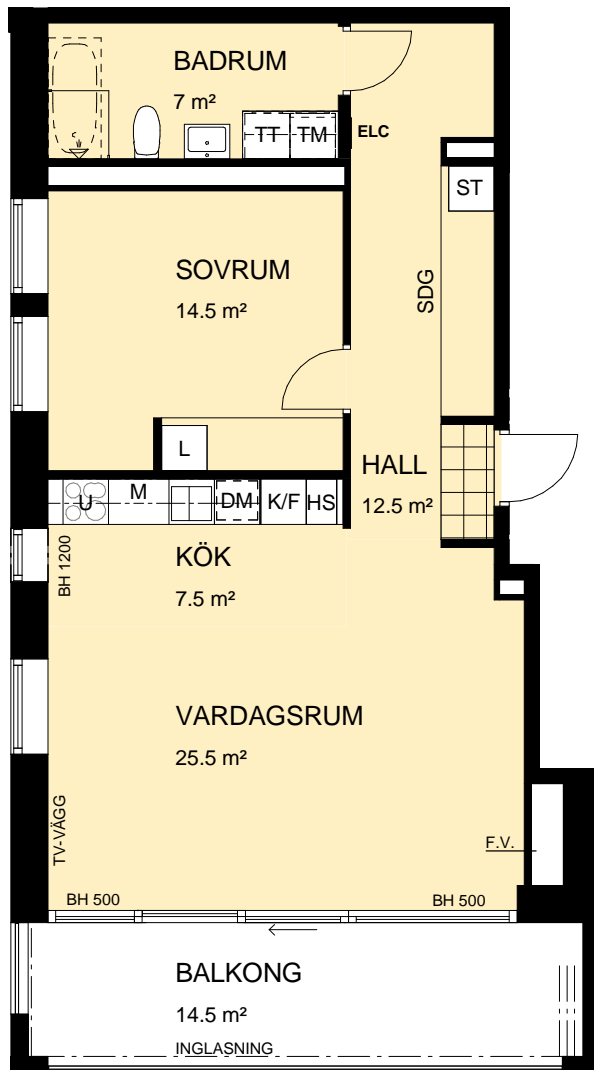 BADRUM
7 m²
TT
TM
ELC
ST
SOVRUM
14.5 m²
SDG
L
HALL
12.5 m²
U
M
DM
K/F
HS
BH 1200
KÖK
7.5 m²
VARDAGSRUM
25.5 m²
TV-VÄGG
F.V.
BH 500
BH 500
BALKONG
14.5 m²
INGLASNING